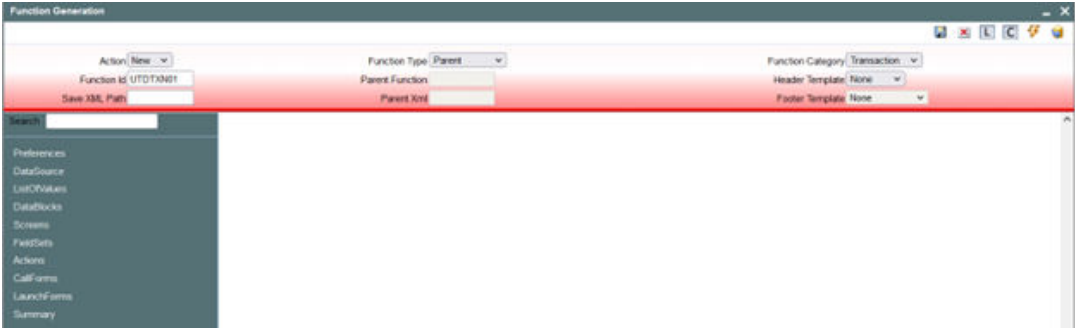 Function Generation
L C
Action New Function Type Parent Function Category Transaction
Function Id UTDTXN01 Parent Function Header Template None
Save XML Path Parent Xml Footer Template None
Search
Preferences
DataSource
ListOfValues
DataBlocks
Screens
FieldSets
Actions
CallForms
LaunchForms
Summary